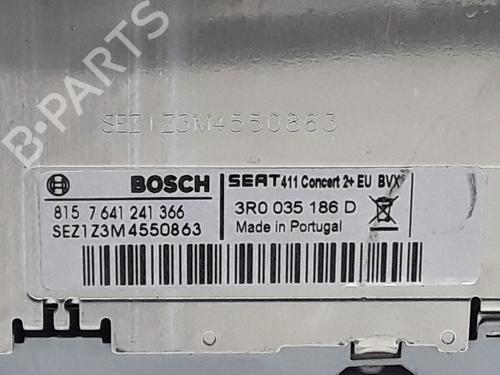 B-PARTS
SEZ1Z3M4550863
BOSCH SEAT 411 Concert 2+ EU BVX
815 7 641 241 366 3R0 035 186 D
SEZ1Z3M4550863 Made in Portugal